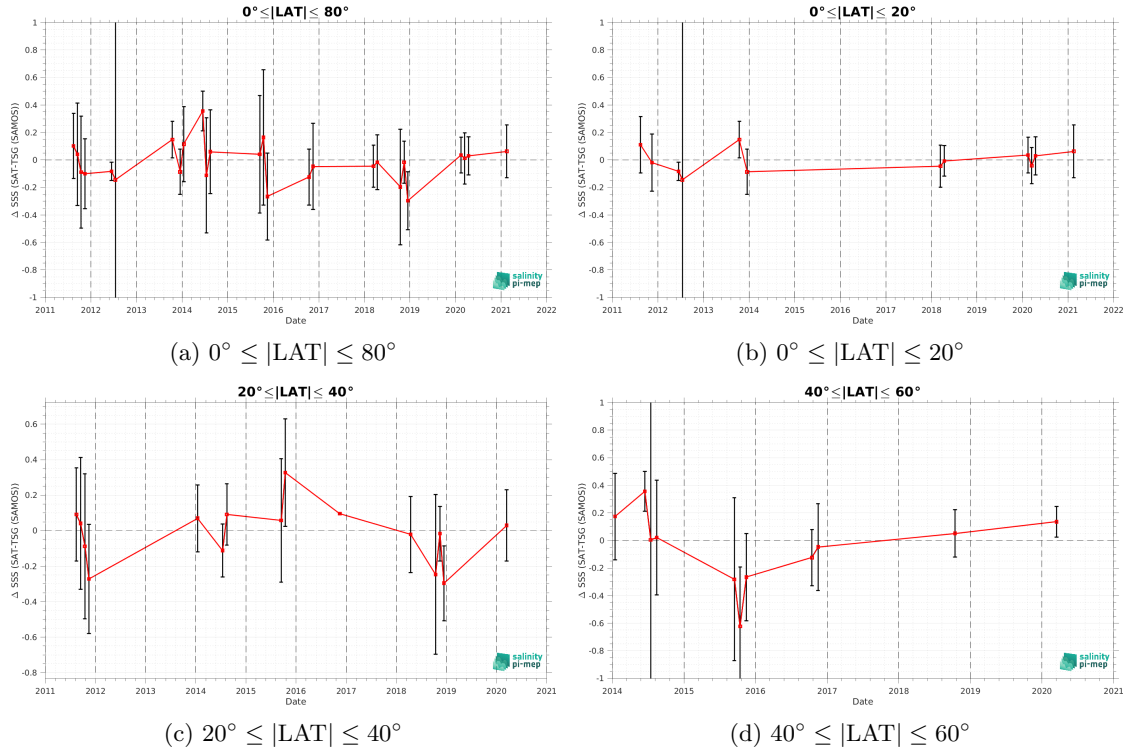 0°≤|LAT|≤ 80°
Δ SSS (SAT-TSG (SAMOS))
1
0.8
0.6
0.4
0.2
0
-0.2
-0.4
-0.6
-0.8
-1
2011 2012 2013 2014 2015 2016 2017 2018 2019 2020 2021 2022
Date
salinity
pi-mep
(a) 0° ≤ |LAT| ≤ 80°
0°≤|LAT|≤ 20°
Δ SSS (SAT-TSG (SAMOS))
1
0.8
0.6
0.4
0.2
0
-0.2
-0.4
-0.6
-0.8
-1
2011 2012 2013 2014 2015 2016 2017 2018 2019 2020 2021 2022
Date
salinity
pi-mep
(b) 0° ≤ |LAT| ≤ 20°
20°≤|LAT|≤ 40°
Δ SSS (SAT-TSG (SAMOS))
0.6
0.4
0.2
0
-0.2
-0.4
-0.6
-0.8
2011 2012 2013 2014 2015 2016 2017 2018 2019 2020 2021
Date
salinity
pi-mep
(c) 20° ≤ |LAT| ≤ 40°
40°≤|LAT|≤ 60°
Δ SSS (SAT-TSG (SAMOS))
1
0.8
0.6
0.4
0.2
0
-0.2
-0.4
-0.6
-0.8
-1
2014 2015 2016 2017 2018 2019 2020 2021
Date
salinity
pi-mep
(d) 40° ≤ |LAT| ≤ 60°